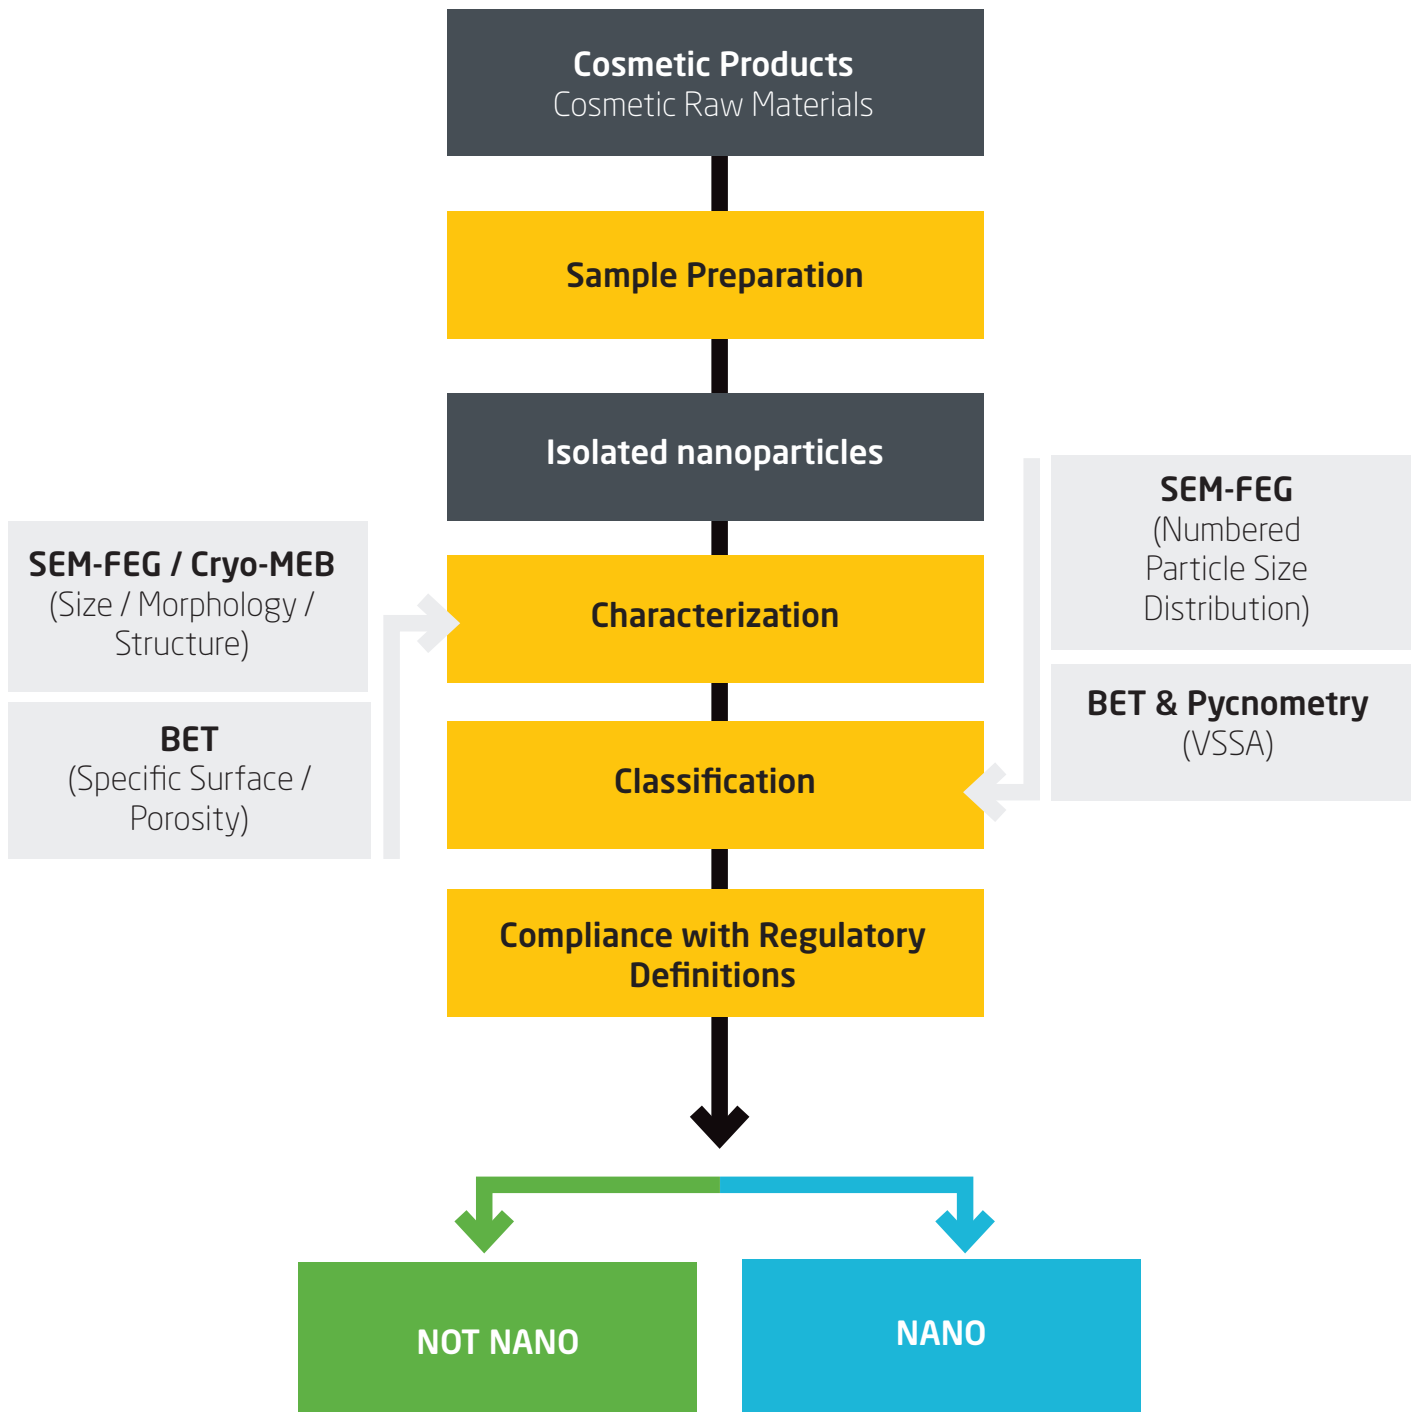 Cosmetic Products
Cosmetic Raw Materials
Sample Preparation
Isolated nanoparticles
SEM-FEG
(Numbered
Particle Size
Distribution)
SEM-FEG / Cryo-MEB
(Size / Morphology /
Structure)
Characterization
BET & Pycnometry
(VSSA)
BET
(Specific Surface /
Porosity)
Classification
Compliance with Regulatory
Definitions
NOT NANO
NANO